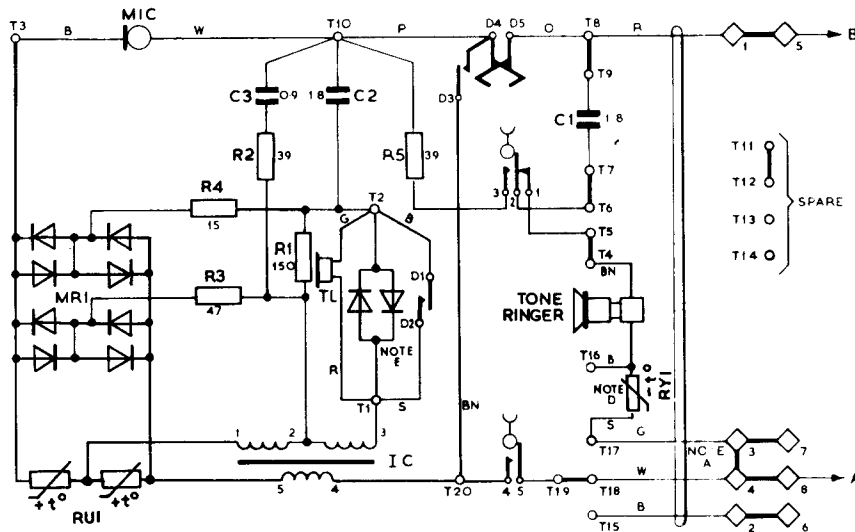 MIC
T3 B W T10 P D4 D5 O T8 R B
1 5
T9
C3 0·9 1 8 C2
D3
C1 1 8
R2 39
R5 39
T11
T7
T12
R4
T2
3 2 1
T6
SPARE
15
G B
T5
T13
R1
150
T4
T14
D1
BN
MR1
R3
TL
TONE
RINGER
47
D2
NOTE
E
T16 B
R
NOTE
D
-t° RY1
T1 S BN
S
1 2 3
G
NOTE
A
3 7
T17
IC
5 4
T20 4 5 T19 T18 W 4 8 A
+t° +t°
RU1
B
T15
2 6